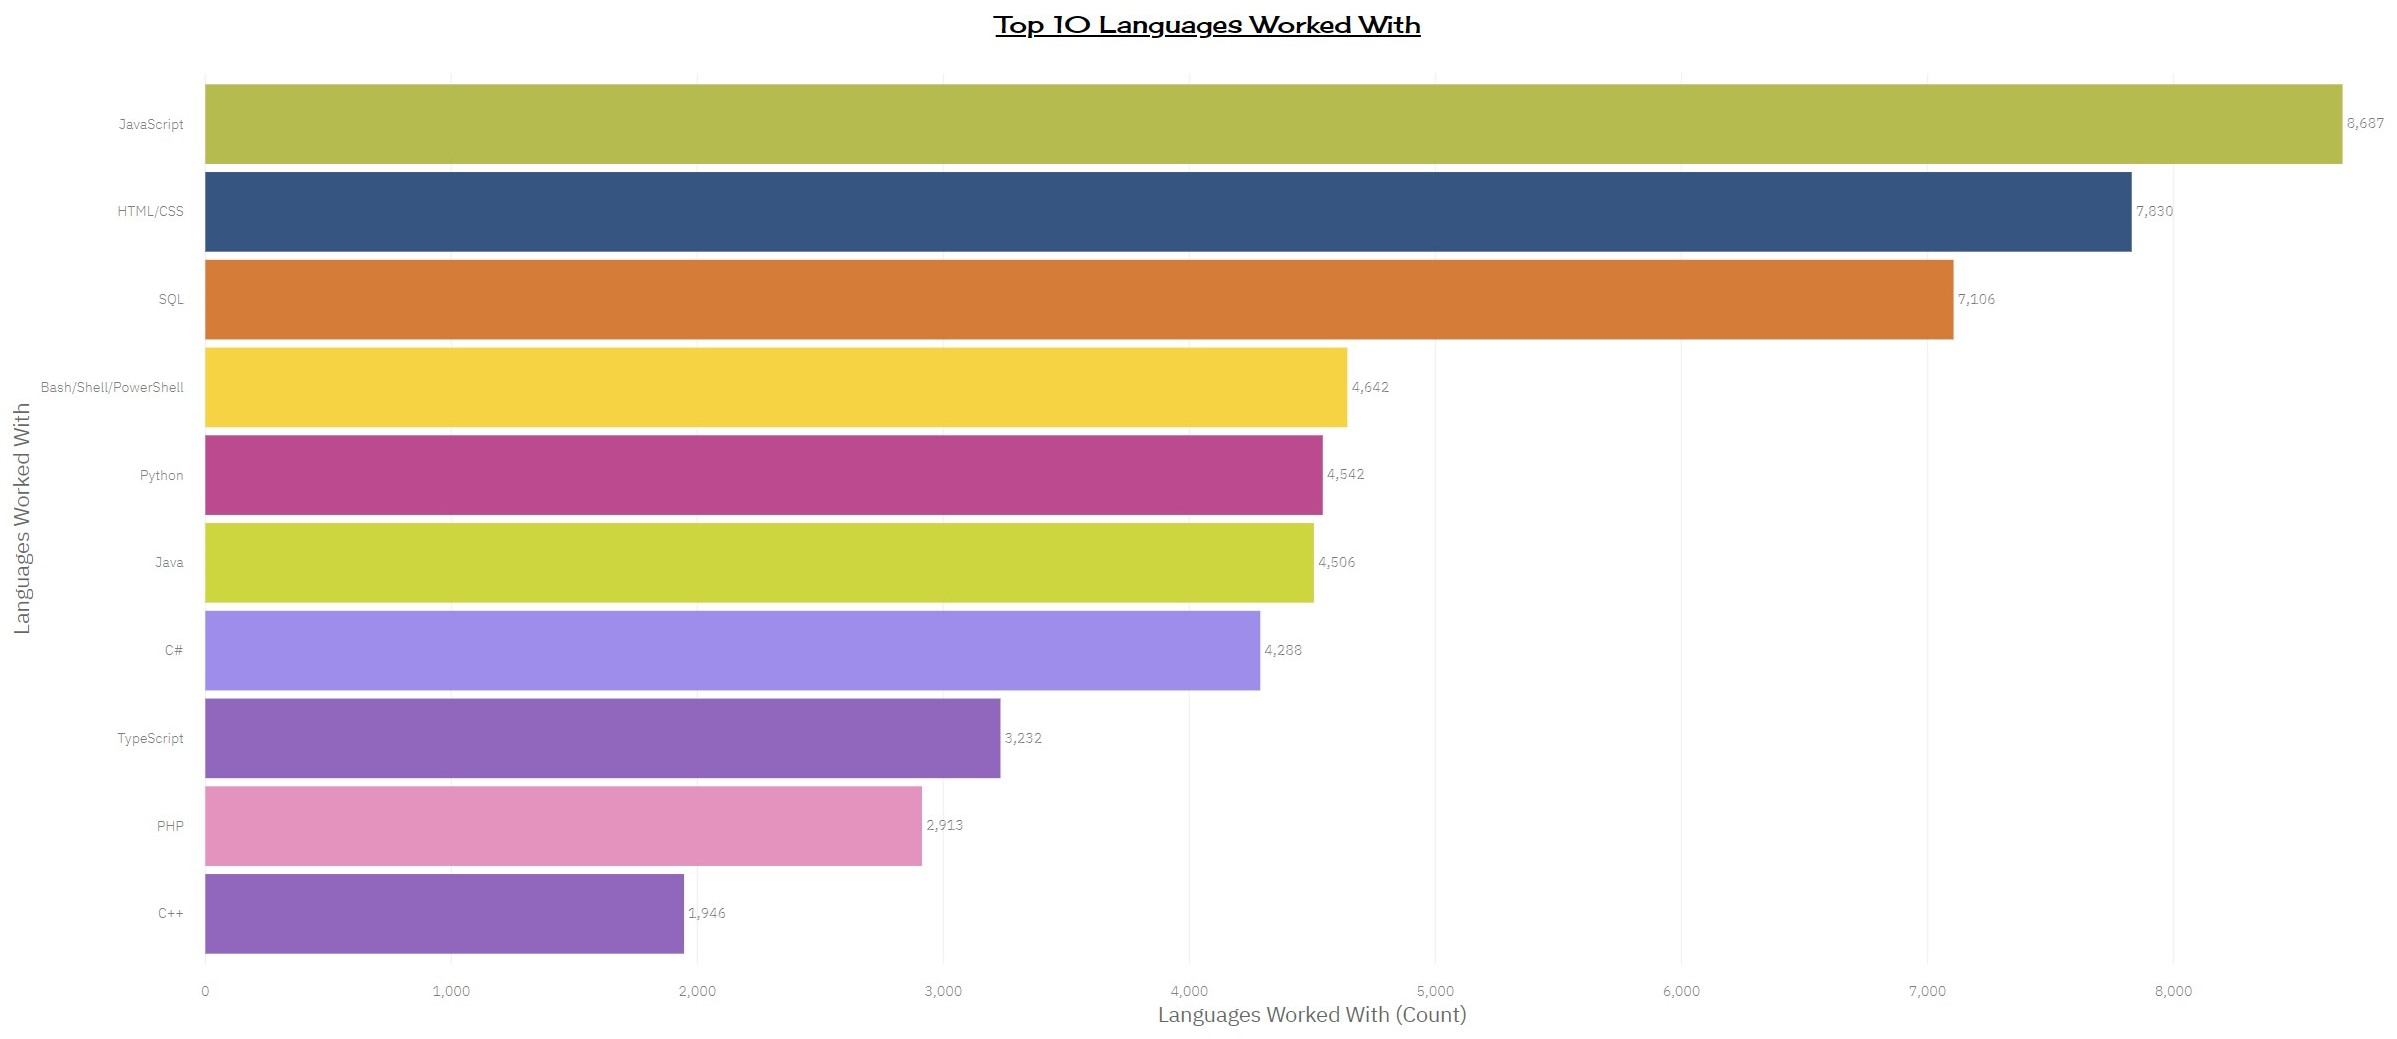 Top 10 Languages Worked With
Languages Worked With
JavaScript 8,687
HTML/CSS 7,830
SQL 7,106
Bash/Shell/PowerShell 4,642
Python 4,542
Java 4,506
C# 4,288
TypeScript 3,232
PHP 2,913
C++ 1,946
0 1,000 2,000 3,000 4,000 5,000 6,000 7,000 8,000
Languages Worked With (Count)